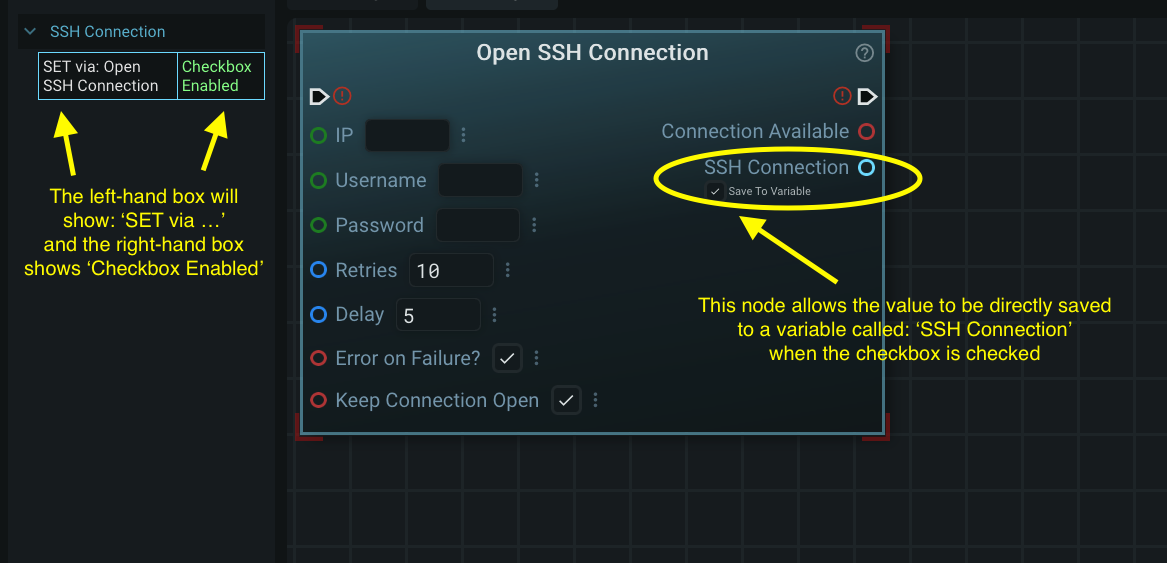 SSH Connection
SET via: Open
SSH Connection
Checkbox
Enabled
The left-hand box will
show: ‘SET via …’
and the right-hand box
shows ‘Checkbox Enabled’
Open SSH Connection
?
!
!
IP
Username
Password
Retries 10
Delay 5
Error on Failure?
Keep Connection Open
Connection Available
SSH Connection
Save To Variable
This node allows the value to be directly saved
to a variable called: ‘SSH Connection’
when the checkbox is checked